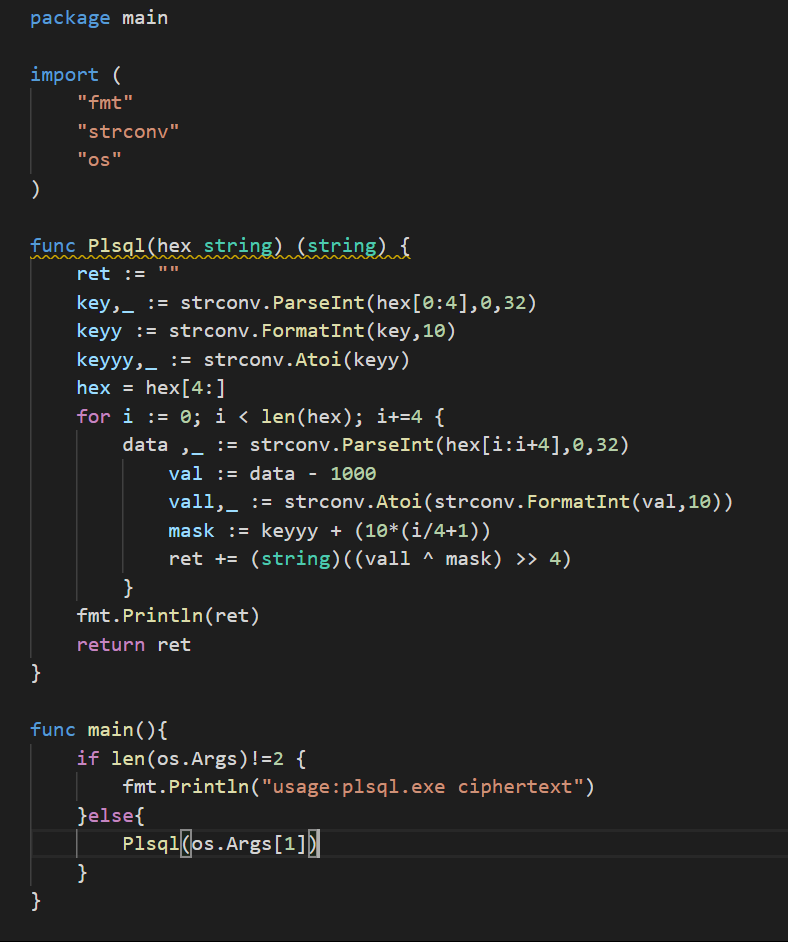 package main
import (
"fmt"
"strconv"
"os"
)
func Plsql(hex string) (string) {
ret := ""
key,_ := strconv.ParseInt(hex[0:4],0,32)
keyy := strconv.FormatInt(key,10)
keyyy,_ := strconv.Atoi(keyy)
hex = hex[4:]
for i := 0; i < len(hex); i+=4 {
data ,_ := strconv.ParseInt(hex[i:i+4],0,32)
val := data - 1000
vall,_ := strconv.Atoi(strconv.FormatInt(val,10))
mask := keyyy + (10*(i/4+1))
ret += (string)((vall ^ mask) >> 4)
}
fmt.Println(ret)
return ret
}
func main(){
if len(os.Args)!=2 {
fmt.Println("usage:plsql.exe ciphertext")
}else{
Plsql(os.Args[1])
}
}